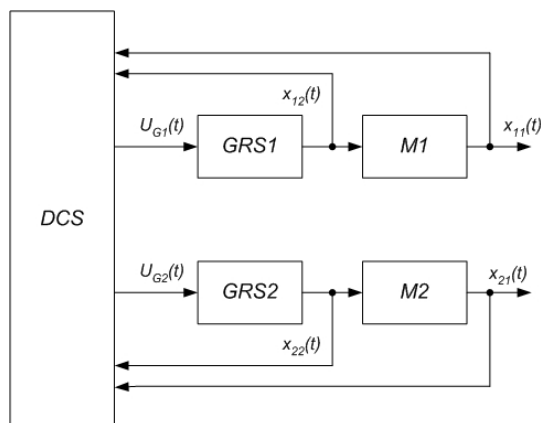 x12(t)
UG1(t)
GRS1
M1
x11(t)
DCS
UG2(t)
GRS2
M2
x21(t)
x22(t)